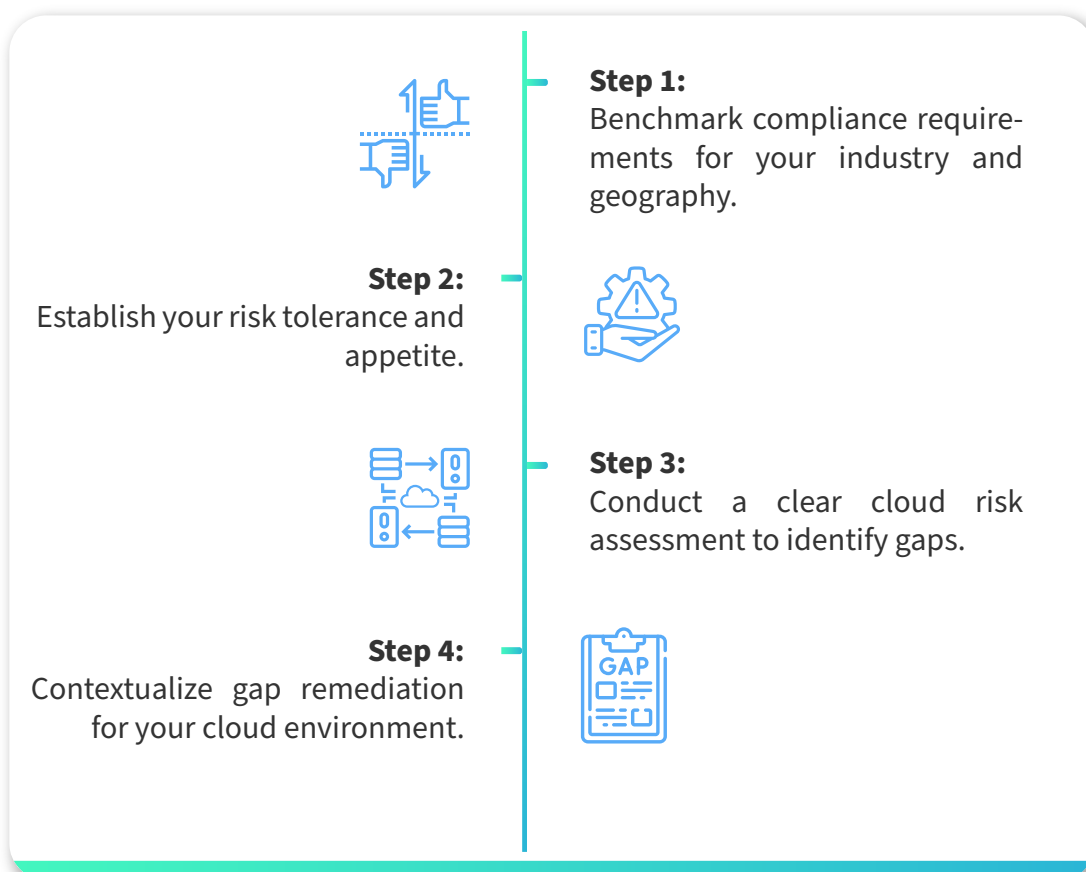 Step 1:
Benchmark compliance require-
ments for your industry and
geography.
Step 2:
Establish your risk tolerance and
appetite.
Step 3:
Conduct a clear cloud risk
assessment to identify gaps.
Step 4:
Contextualize gap remediation
for your cloud environment.
GAP